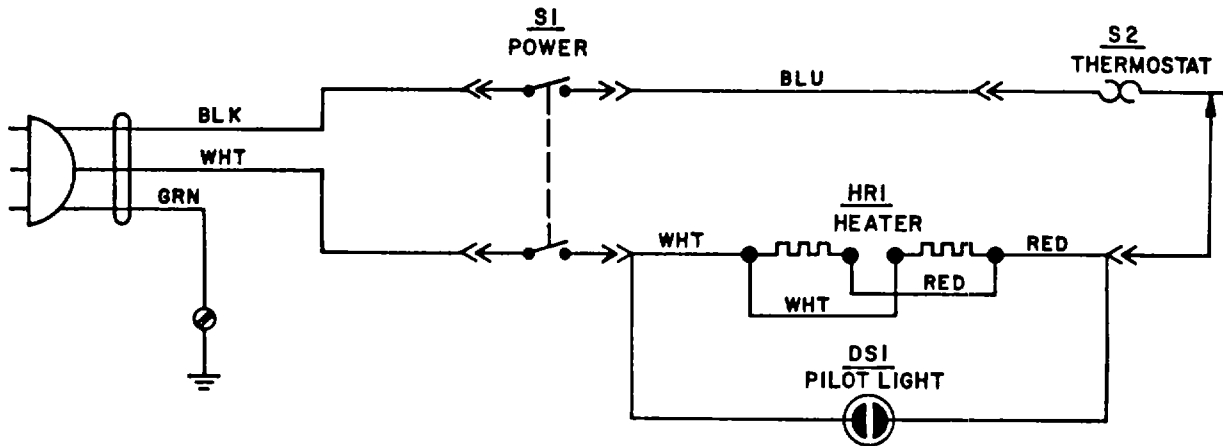 S1
POWER
S2
THERMOSTAT
BLU
BLK
WHT
GRN
HR1
HEATER
WHT
RED
RED
WHT
DS1
PILOT LIGHT